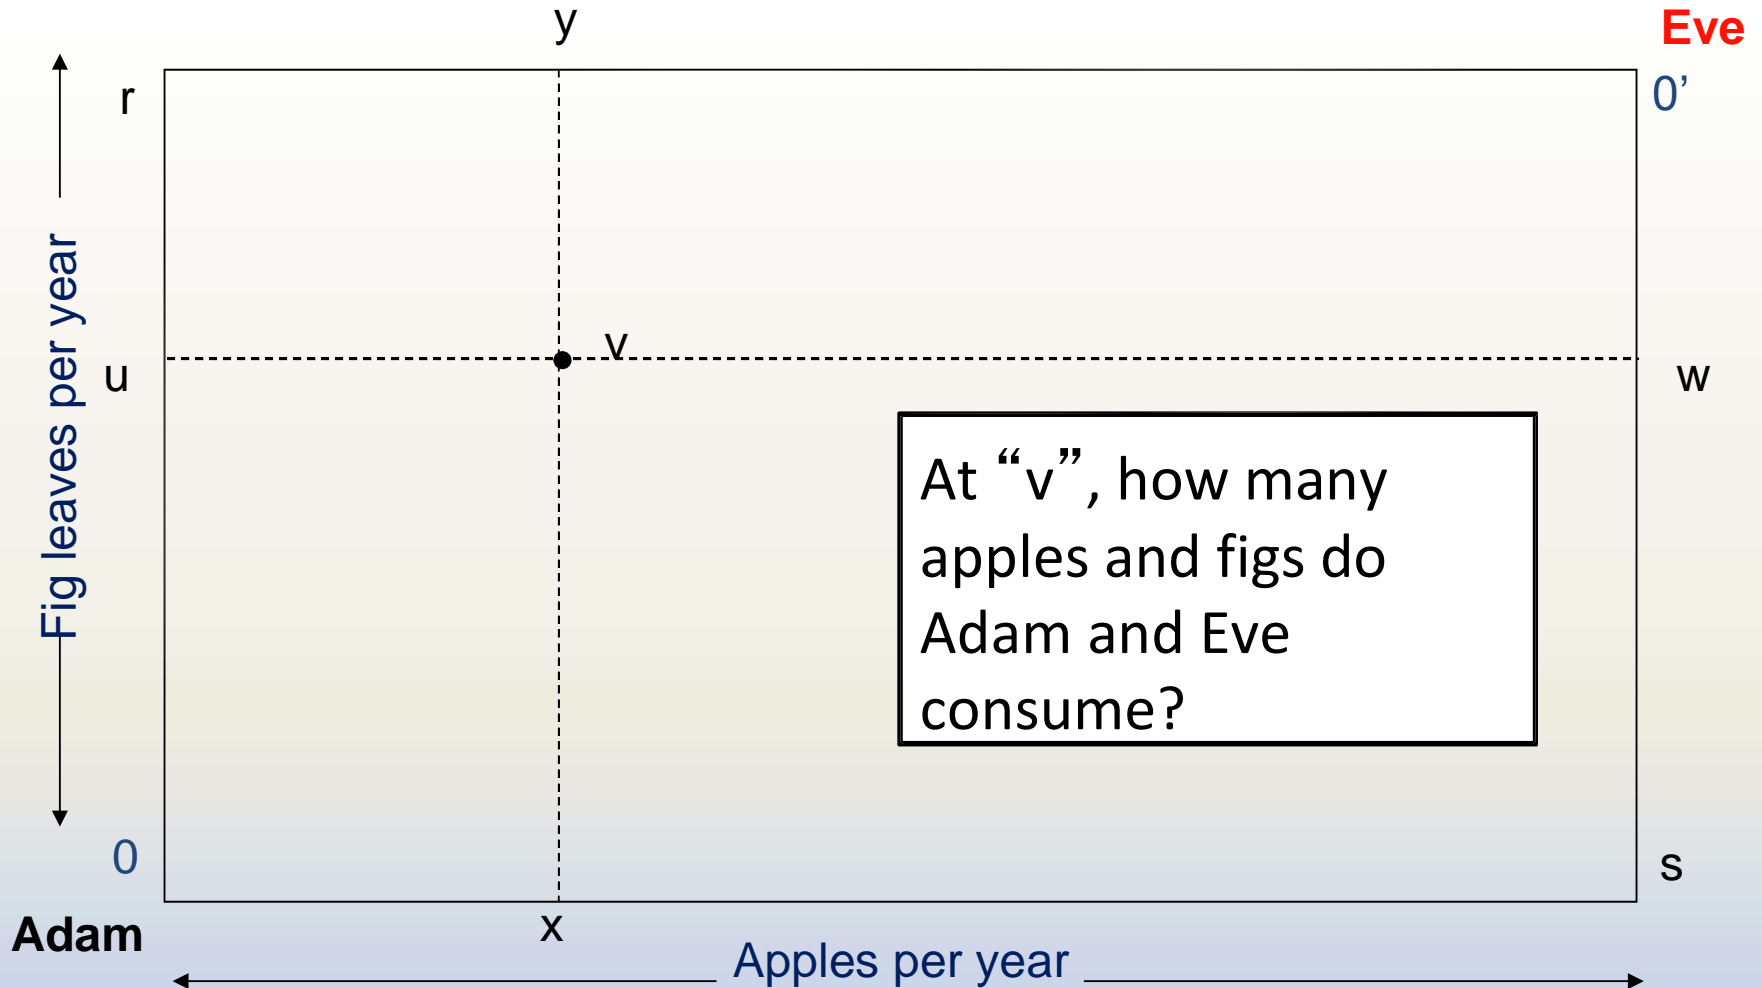 y
Eve
r
0’
Fig leaves per year
v
u
w
At “v”, how many
apples and figs do
Adam and Eve
consume?
0
s
Adam
x
Apples per year